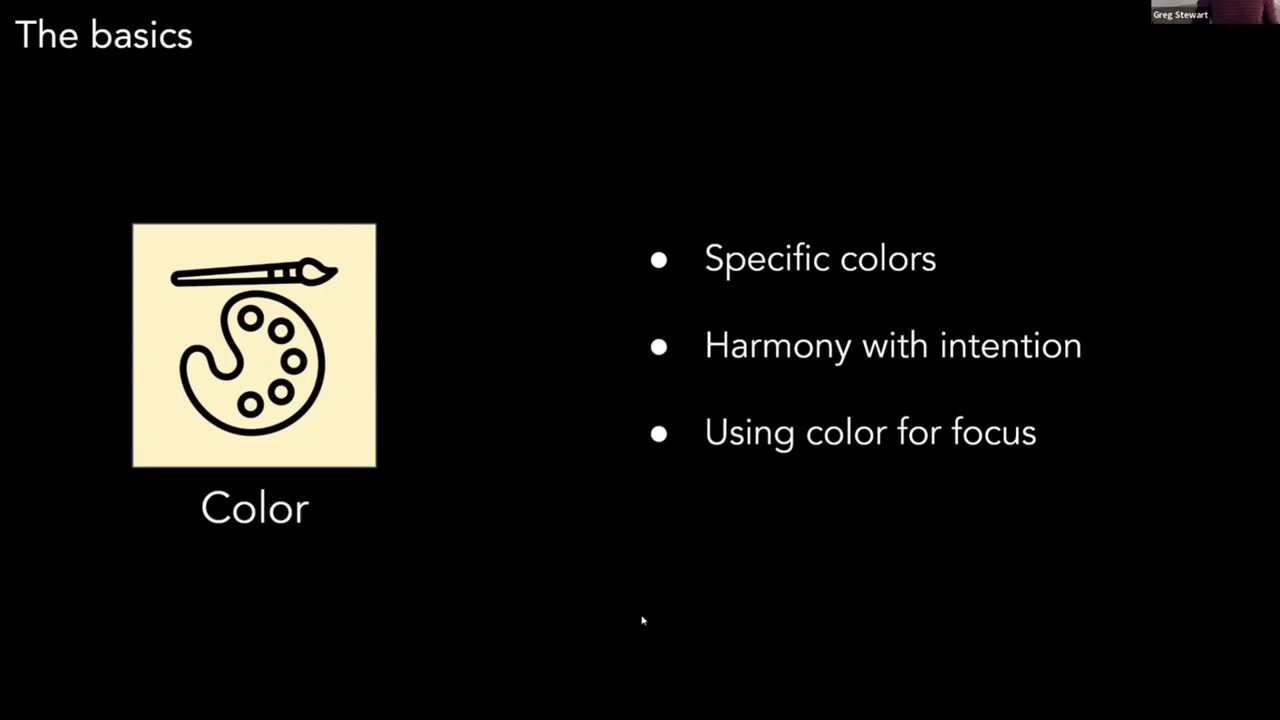 The basics
Greg Stewart
Specific colors
Harmony with intention
Using color for focus
Color